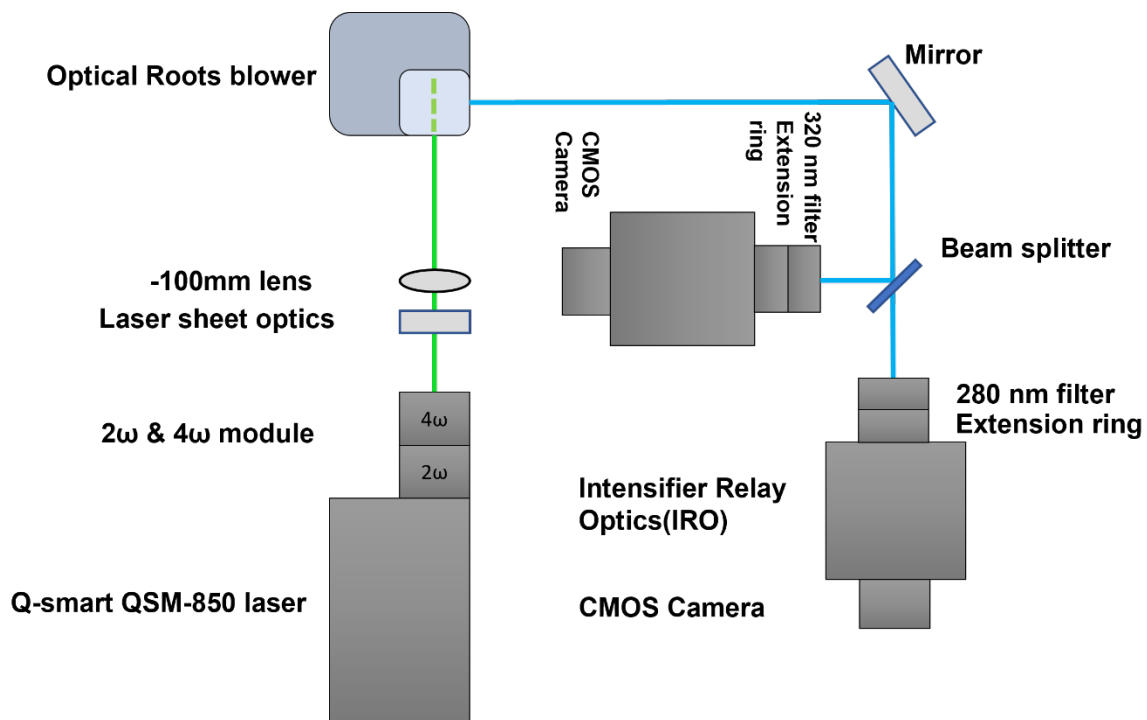 Optical Roots blower
Mirror
CMOS
Camera
320 nm filter
Extension
ring
Beam splitter
-100mm lens
Laser sheet optics
280 nm filter
Extension ring
2ω & 4ω module
4ω
2ω
Intensifier Relay
Optics(IRO)
Q-smart QSM-850 laser
CMOS Camera